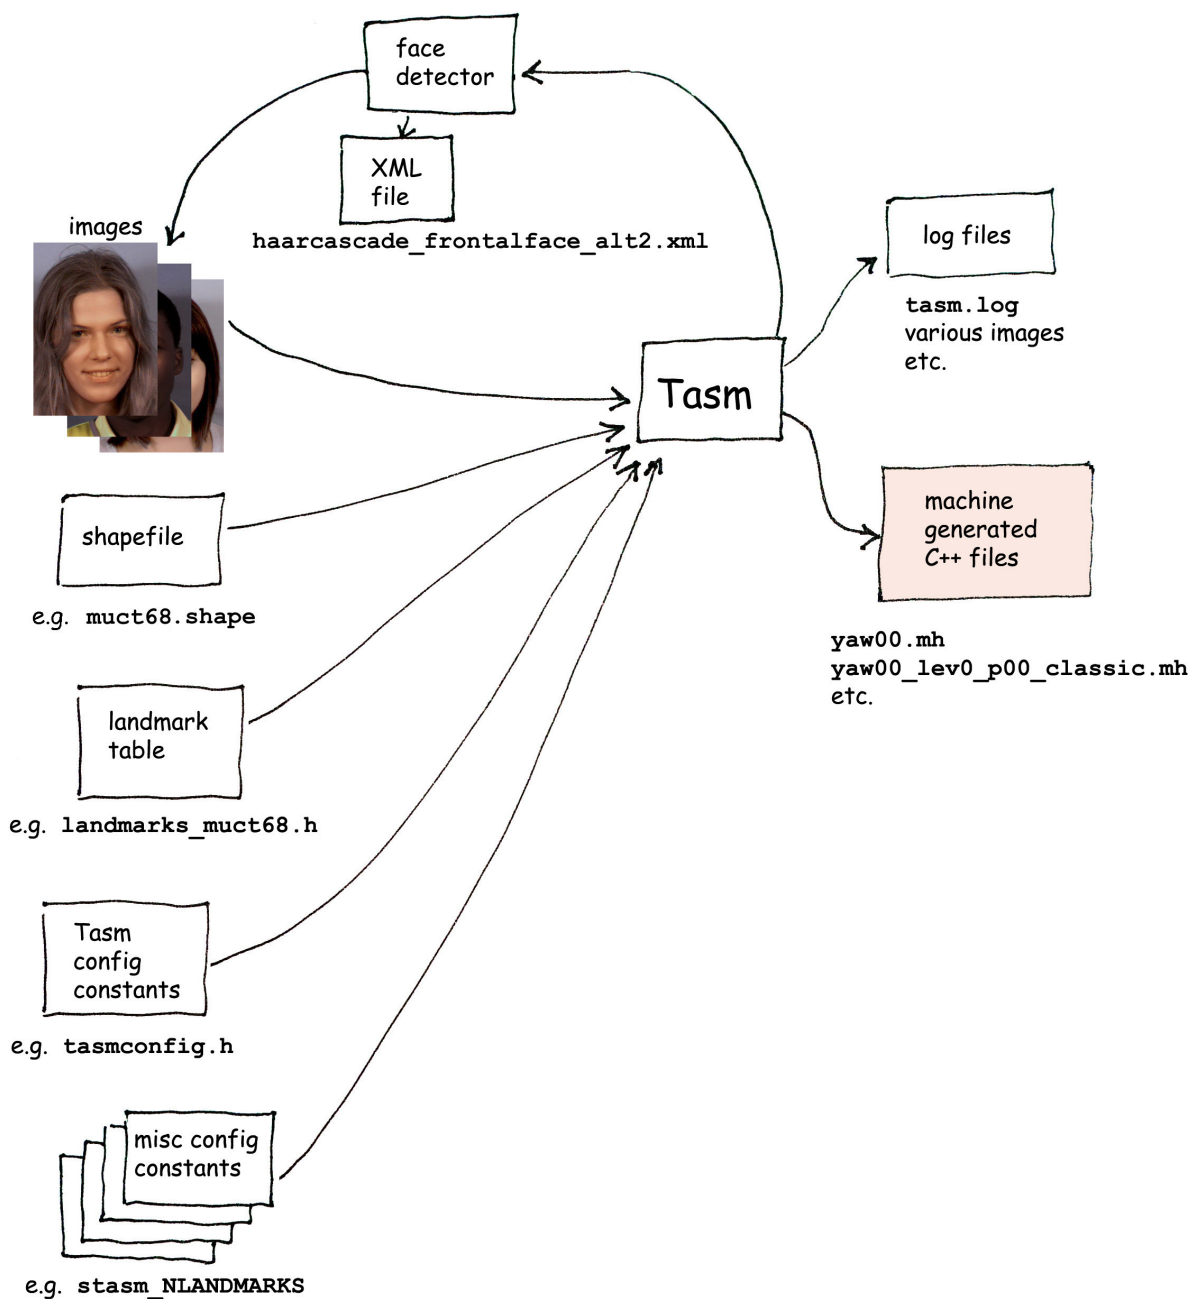 face
detector
XML
file
haarcascade_frontalface_alt2.xml
images
log files
tasm.log
various images
etc.
Tasm
machine
generated
C++ files
yaw00.mh
yaw00_lev0_p00_classic.mh
etc.
shapefile
e.g. muct68.shape
landmark
table
e.g. landmarks_muct68.h
Tasm
config
constants
e.g. tasmconfig.h
misc config
constants
e.g. stasm_NLANDMARKS